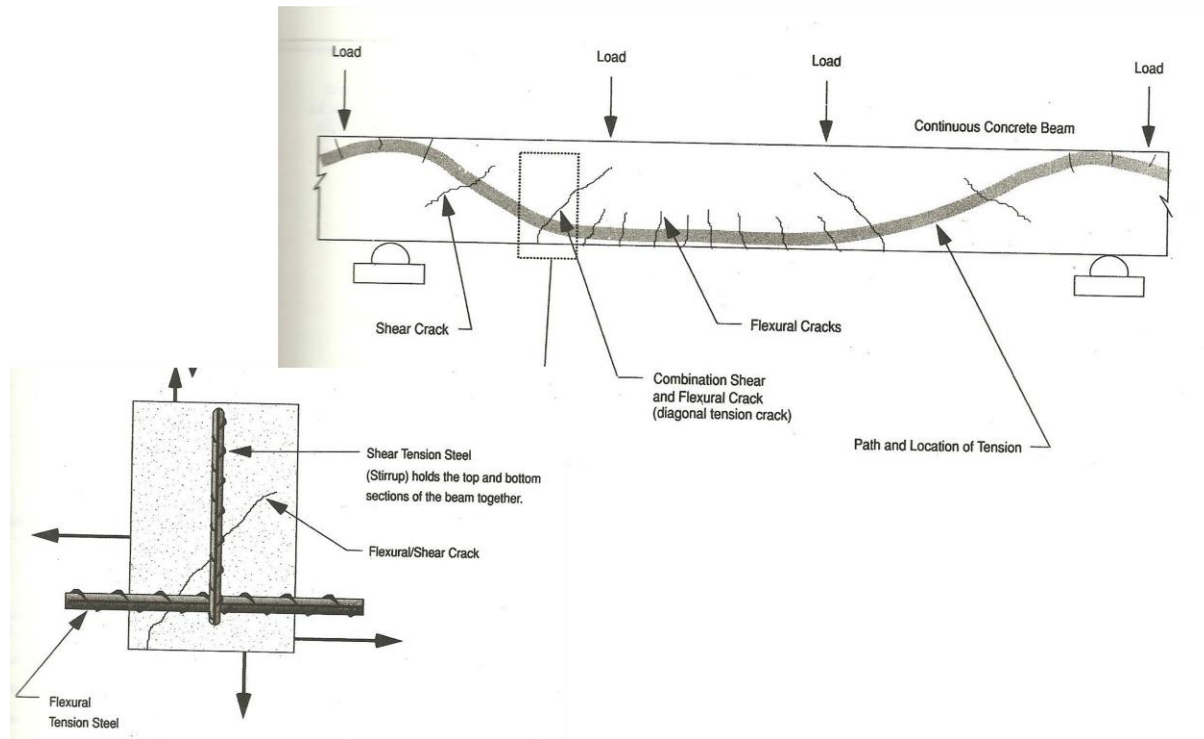 Load
Load
Load
Load
Continuous Concrete Beam
Shear Crack
Flexural Cracks
Combination Shear
and Flexural Crack
(diagonal tension crack)
Path and Location of Tension
Shear Tension Steel
(Stirrup) holds the top and bottom
sections of the beam together.
Flexural/Shear Crack
Flexural
Tension Steel